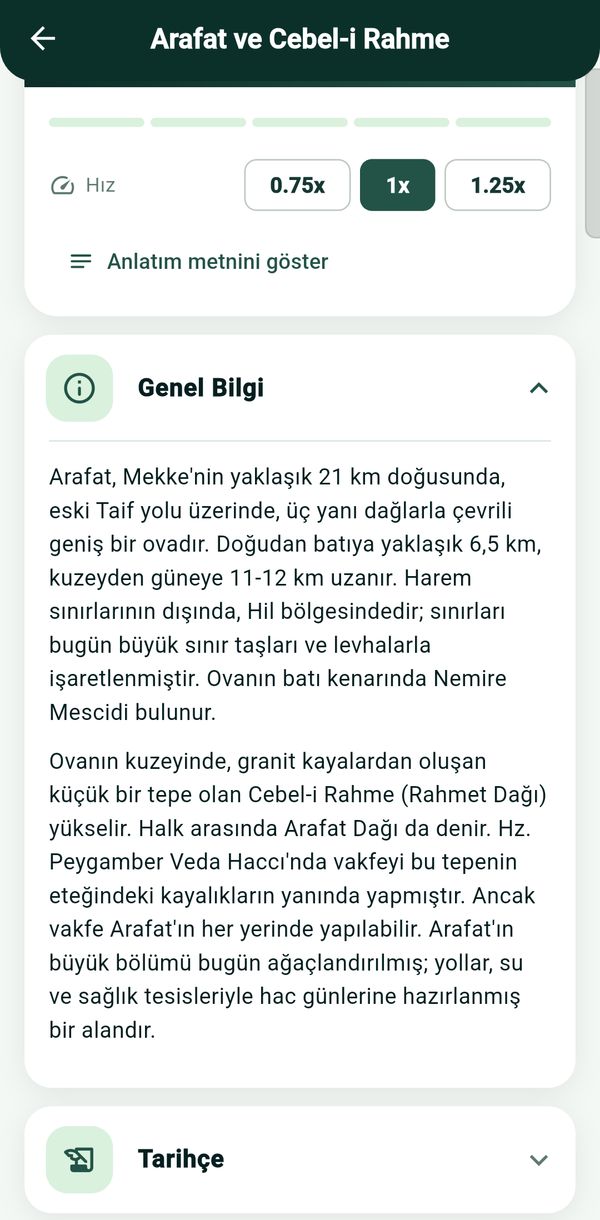 Arafat ve Cebel-i Rahme
Hız
0.75x
1x
1.25x
Anlatım metnini göster
Genel Bilgi
Arafat, Mekke'nin yaklaşık 21 km doğusunda,
eski Taif yolu üzerinde, üç yanı dağlarla çevrili
geniş bir ovadır. Doğudan batıya yaklaşık 6,5 km,
kuzeyden güneye 11-12 km uzanır. Harem
sınırlarının dışında, Hil bölgesindedir; sınırları
bugün büyük sınır taşları ve levhalarla
işaretlenmiştir. Ovanın batı kenarında Nemire
Mescidi bulunur.
Ovanın kuzeyinde, granit kayalardan oluşan
küçük bir tepe olan Cebel-i Rahme (Rahmet Dağı)
yükselir. Halk arasında Arafat Dağı da denir. Hz.
Peygamber Veda Haccı'nda vakfeyi bu tepenin
eteğindeki kayalıkların yanında yapmıştır. Ancak
vakfe Arafat'ın her yerinde yapılabilir. Arafat'ın
büyük bölümü bugün ağaçlandırılmış; yollar, su
ve sağlık tesisleriyle hac günlerine hazırlanmış
bir alandır.
Tarihçe